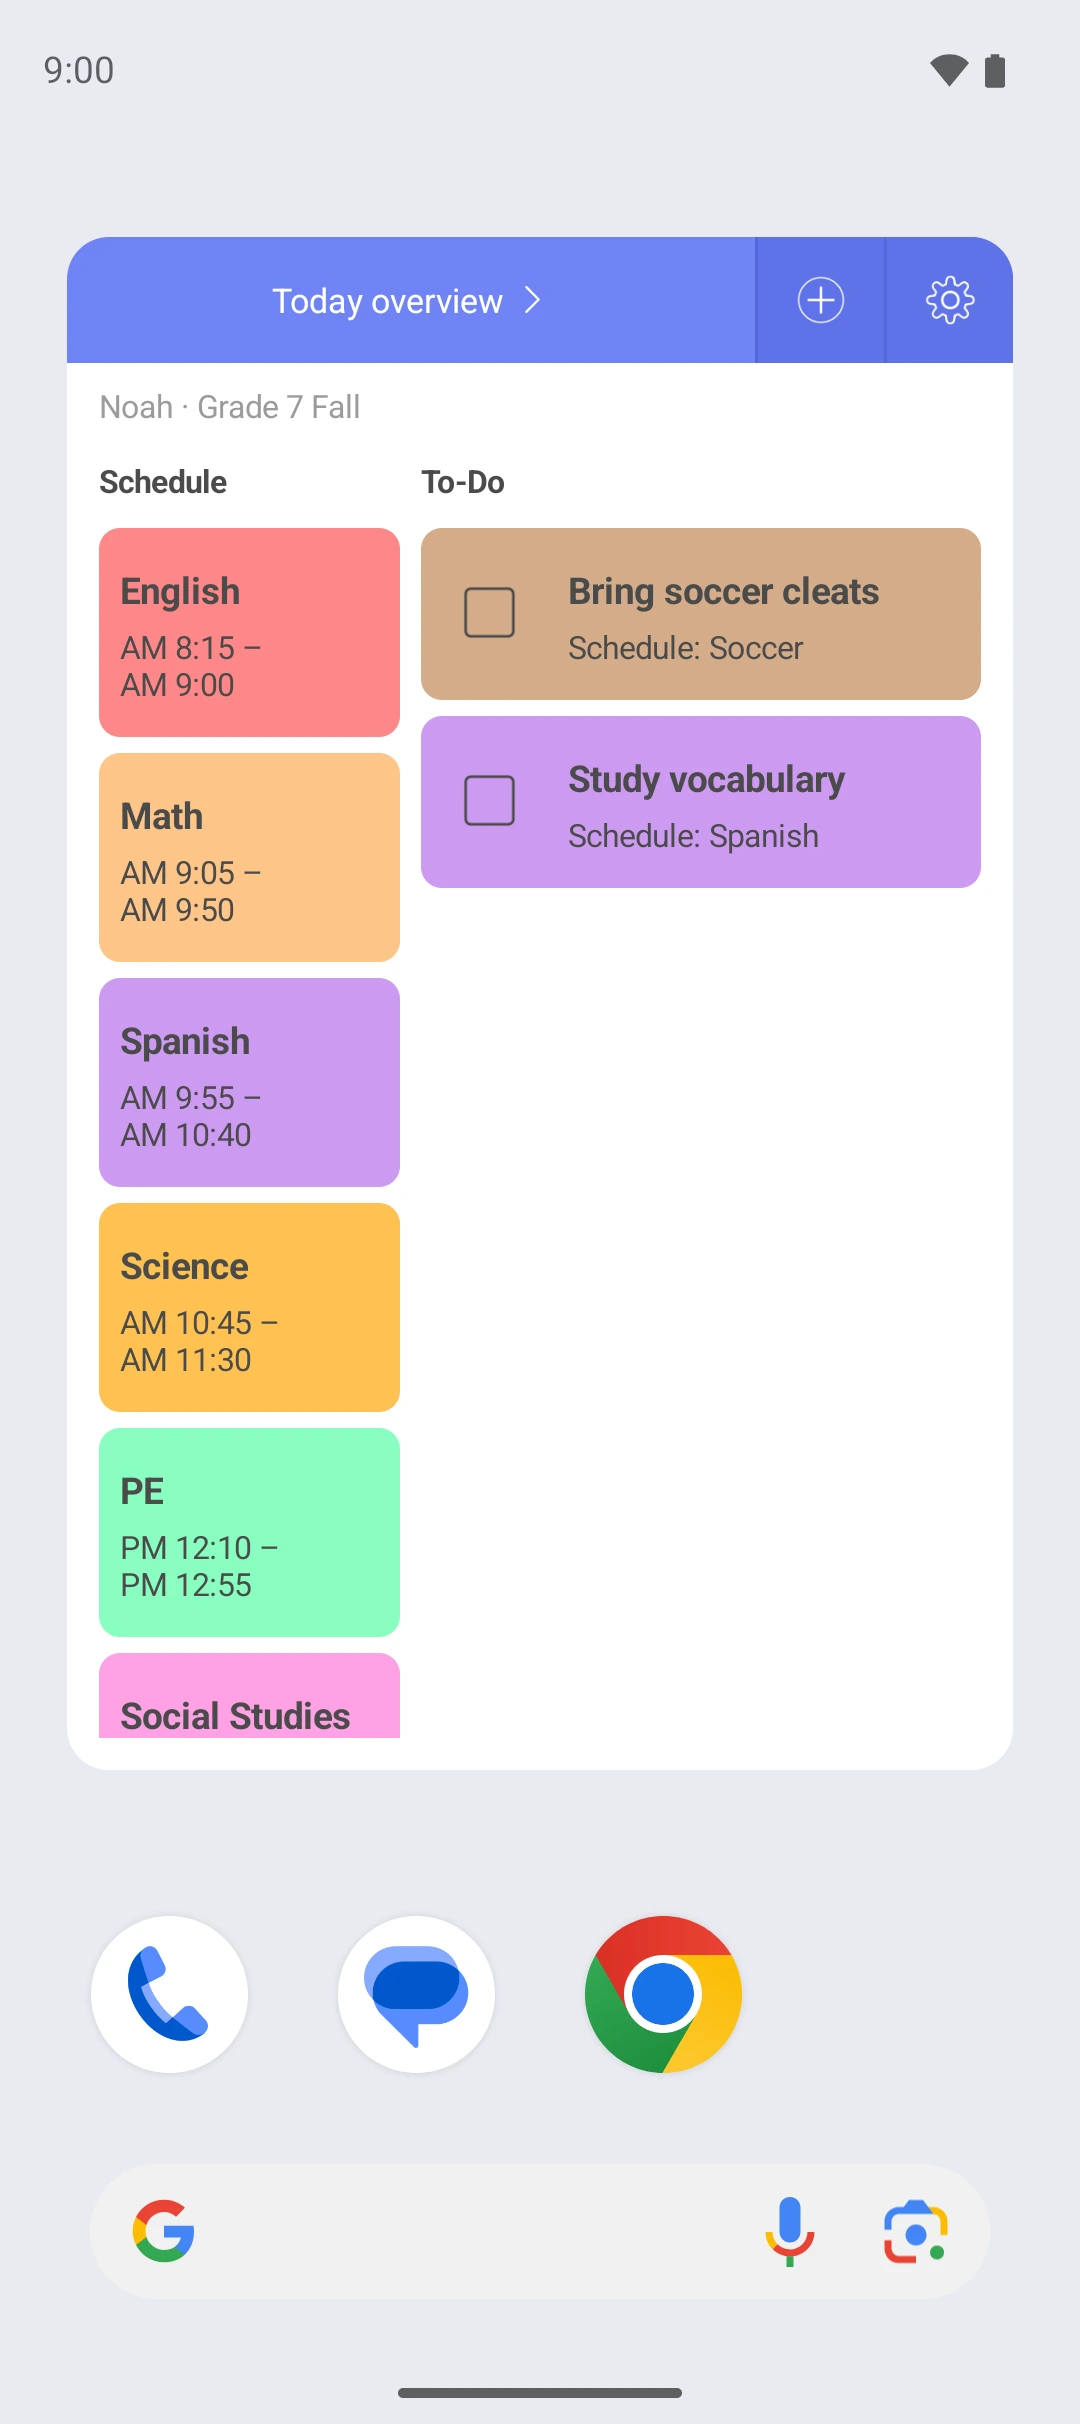 9:00
Today overview
Noah · Grade 7 Fall
Schedule
To-Do
English
AM 8:15 –
AM 9:00
Math
AM 9:05 –
AM 9:50
Spanish
AM 9:55 –
AM 10:40
Science
AM 10:45 –
AM 11:30
PE
PM 12:10 –
PM 12:55
Social Studies
Bring soccer cleats
Schedule: Soccer
Study vocabulary
Schedule: Spanish